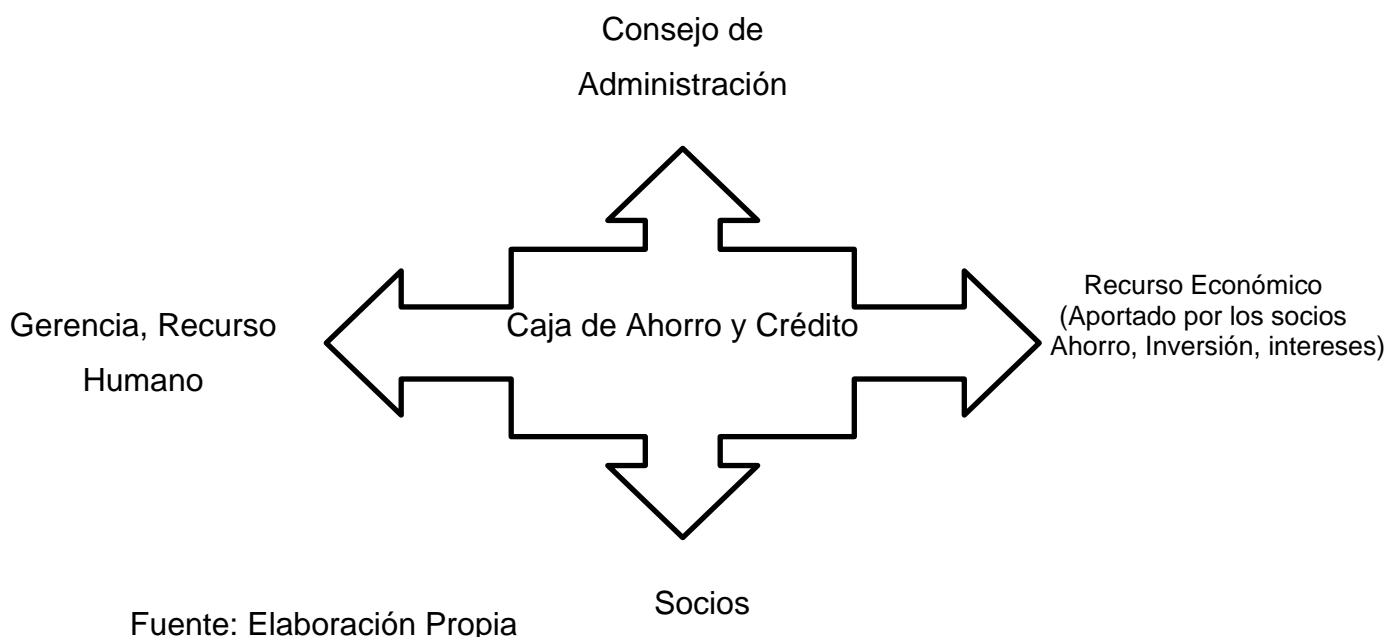 Consejo de
Administración
Gerencia, Recurso
Humano
Caja de Ahorro y Crédito
Recurso Económico
(Aportado por los socios
Ahorro, Inversión, intereses)
Socios
Fuente: Elaboración Propia